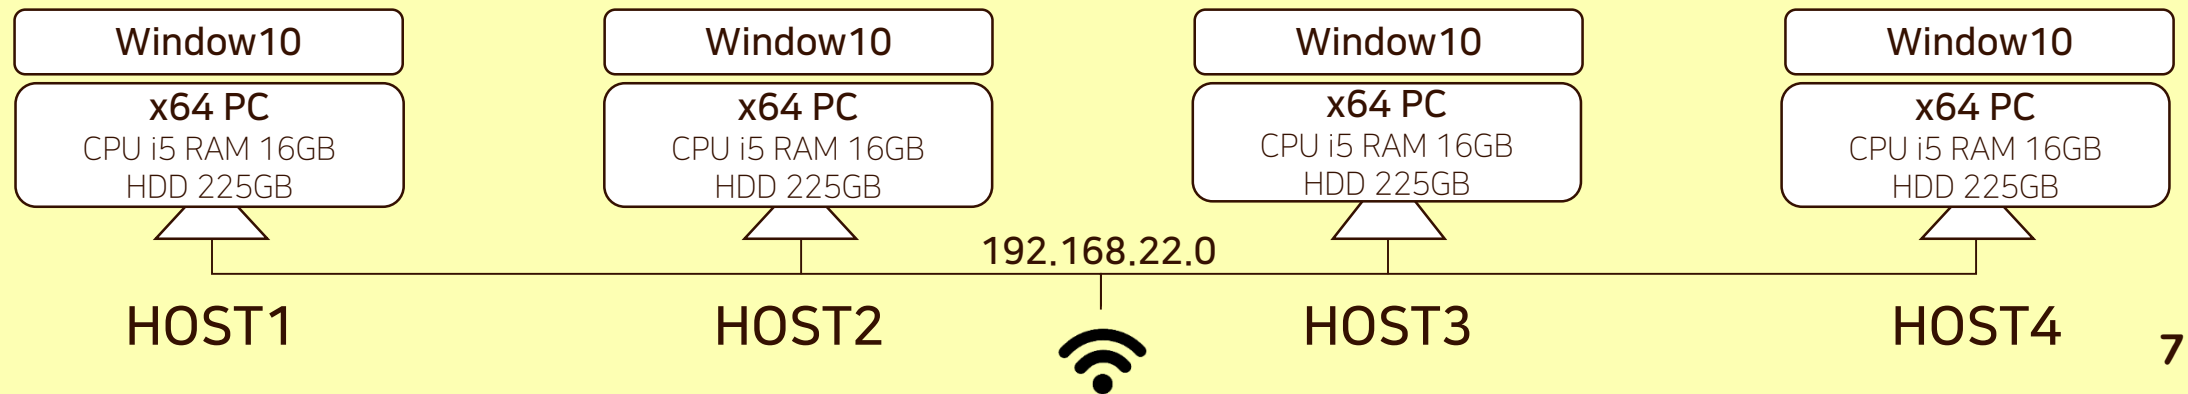 Window10
x64 PC
CPU i5 RAM 16GB
HDD 225GB
HOST1
Window10
x64 PC
CPU i5 RAM 16GB
HDD 225GB
HOST2
192.168.22.0
Window10
x64 PC
CPU i5 RAM 16GB
HDD 225GB
HOST3
Window10
x64 PC
CPU i5 RAM 16GB
HDD 225GB
HOST4
7